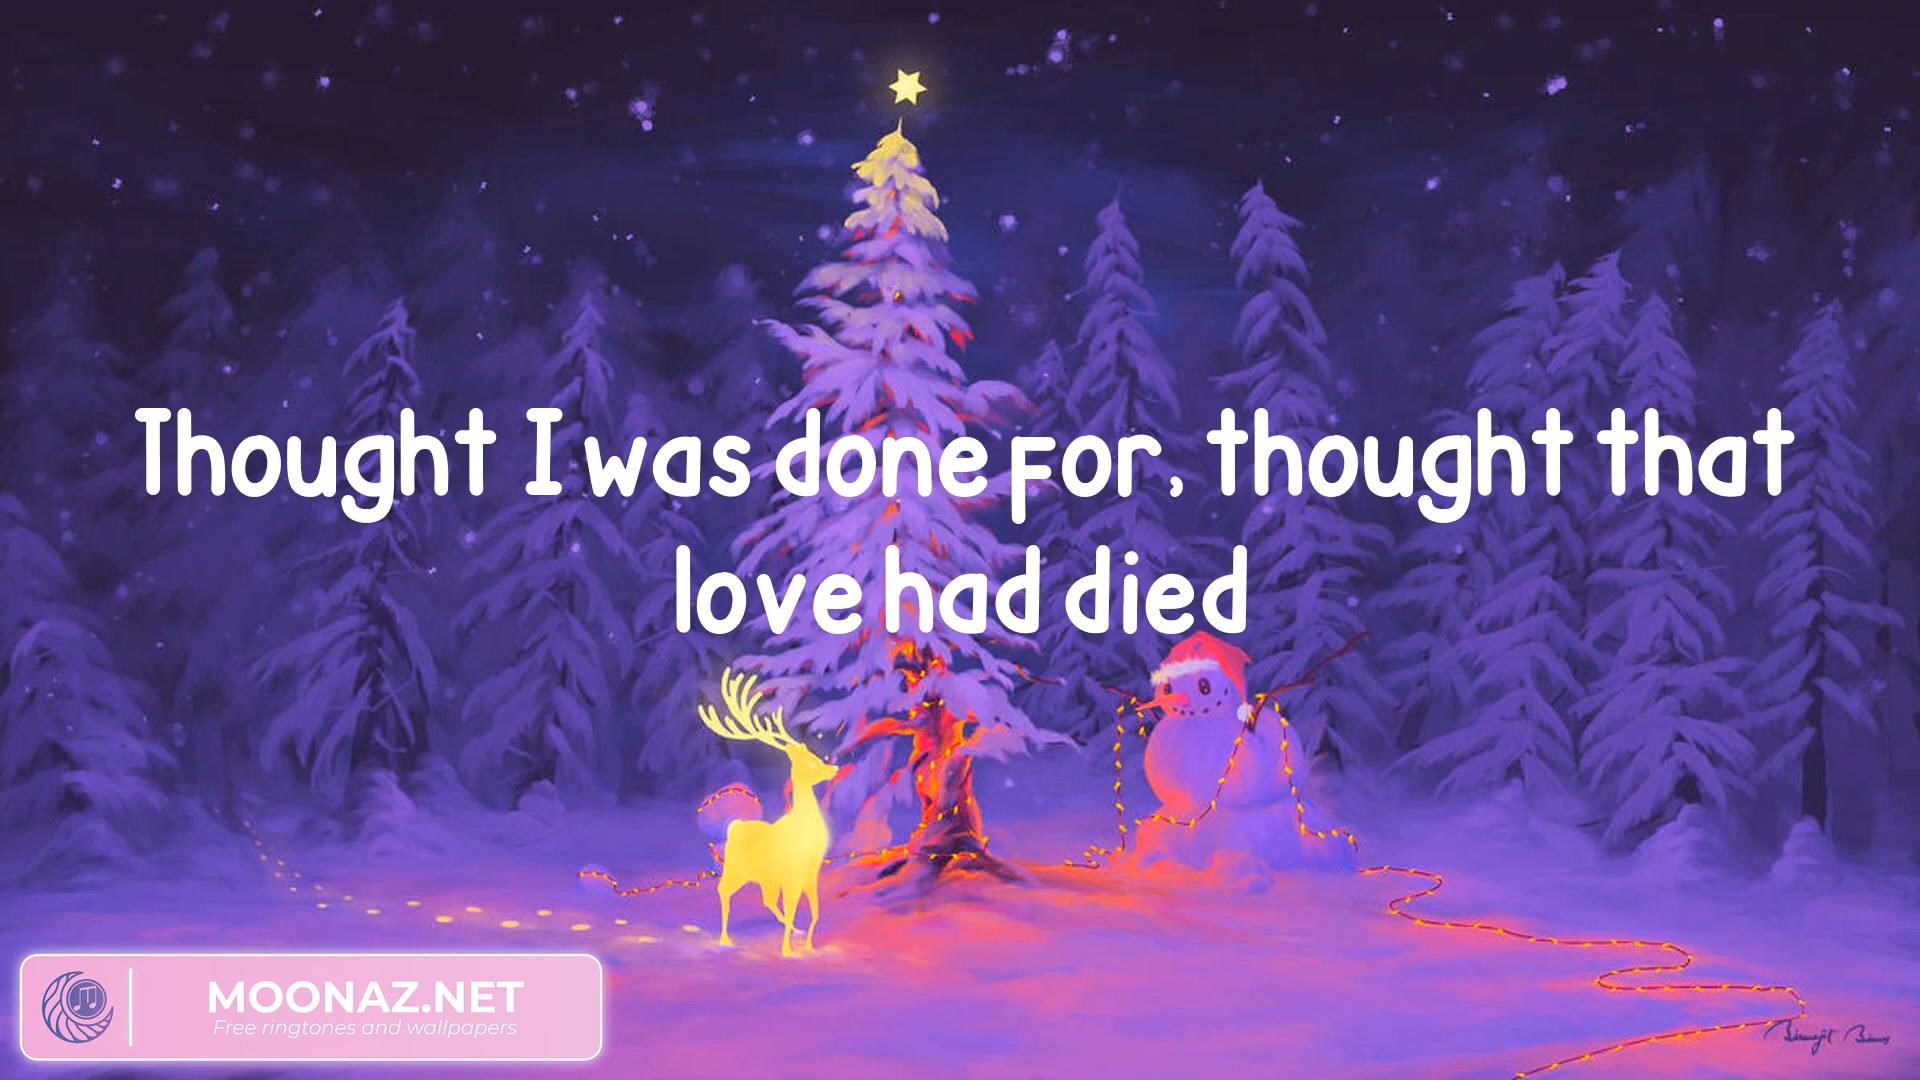 Thought I was done for, thought that
love had died
MOONAZ.NET
Free ringtones and wallpapers